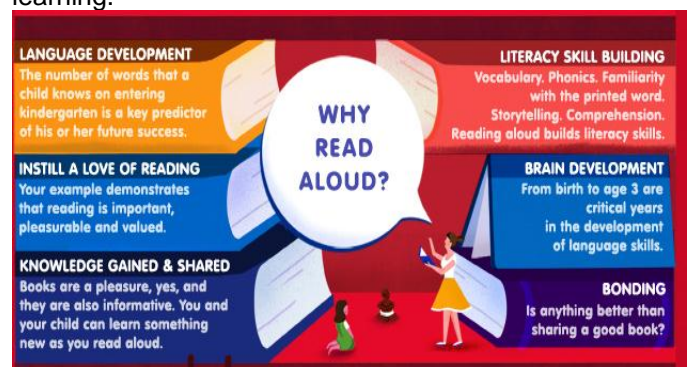 learning.
LANGUAGE DEVELOPMENT
The number of words that a
child knows on entering
kindergarten is a key predictor
of his or her future success.
INSTILL A LOVE OF READING
Your example demonstrates
that reading is important,
pleasurable and valued.
KNOWLEDGE GAINED & SHARED
Books are a pleasure, yes, and
they are also informative. You and
your child can learn something
new as you read aloud.
WHY
READ
ALOUD?
LITERACY SKILL BUILDING
Vocabulary. Phonics. Familiarity
with the printed word.
Storytelling. Comprehension.
Reading aloud builds literacy skills.
BRAIN DEVELOPMENT
From birth to age 3 are
critical years
in the development
of language skills.
BONDING
Is anything better than
sharing a good book?